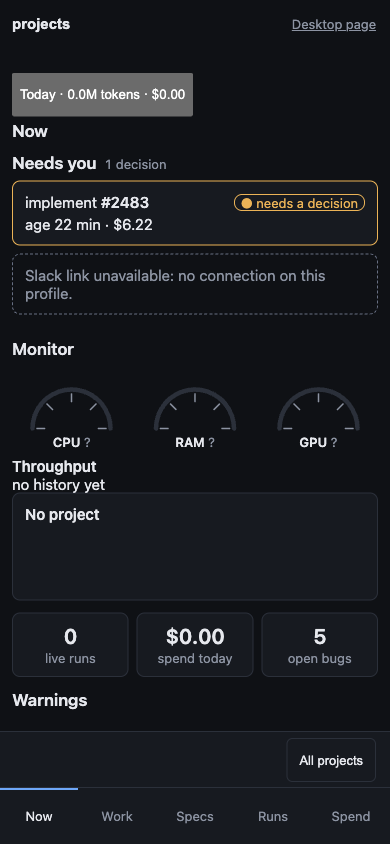 projects
Desktop page
Today · 0.0M tokens · $0.00
Now
Needs you 1 decision
implement #2483
needs a decision
age 22 min · $6.22
Slack link unavailable: no connection on this
profile.
Monitor
CPU ? RAM ? GPU ?
Throughput
no history yet
No project
0 $0.00 5
live runs spend today open bugs
Warnings
All projects
Now Work Specs Runs Spend